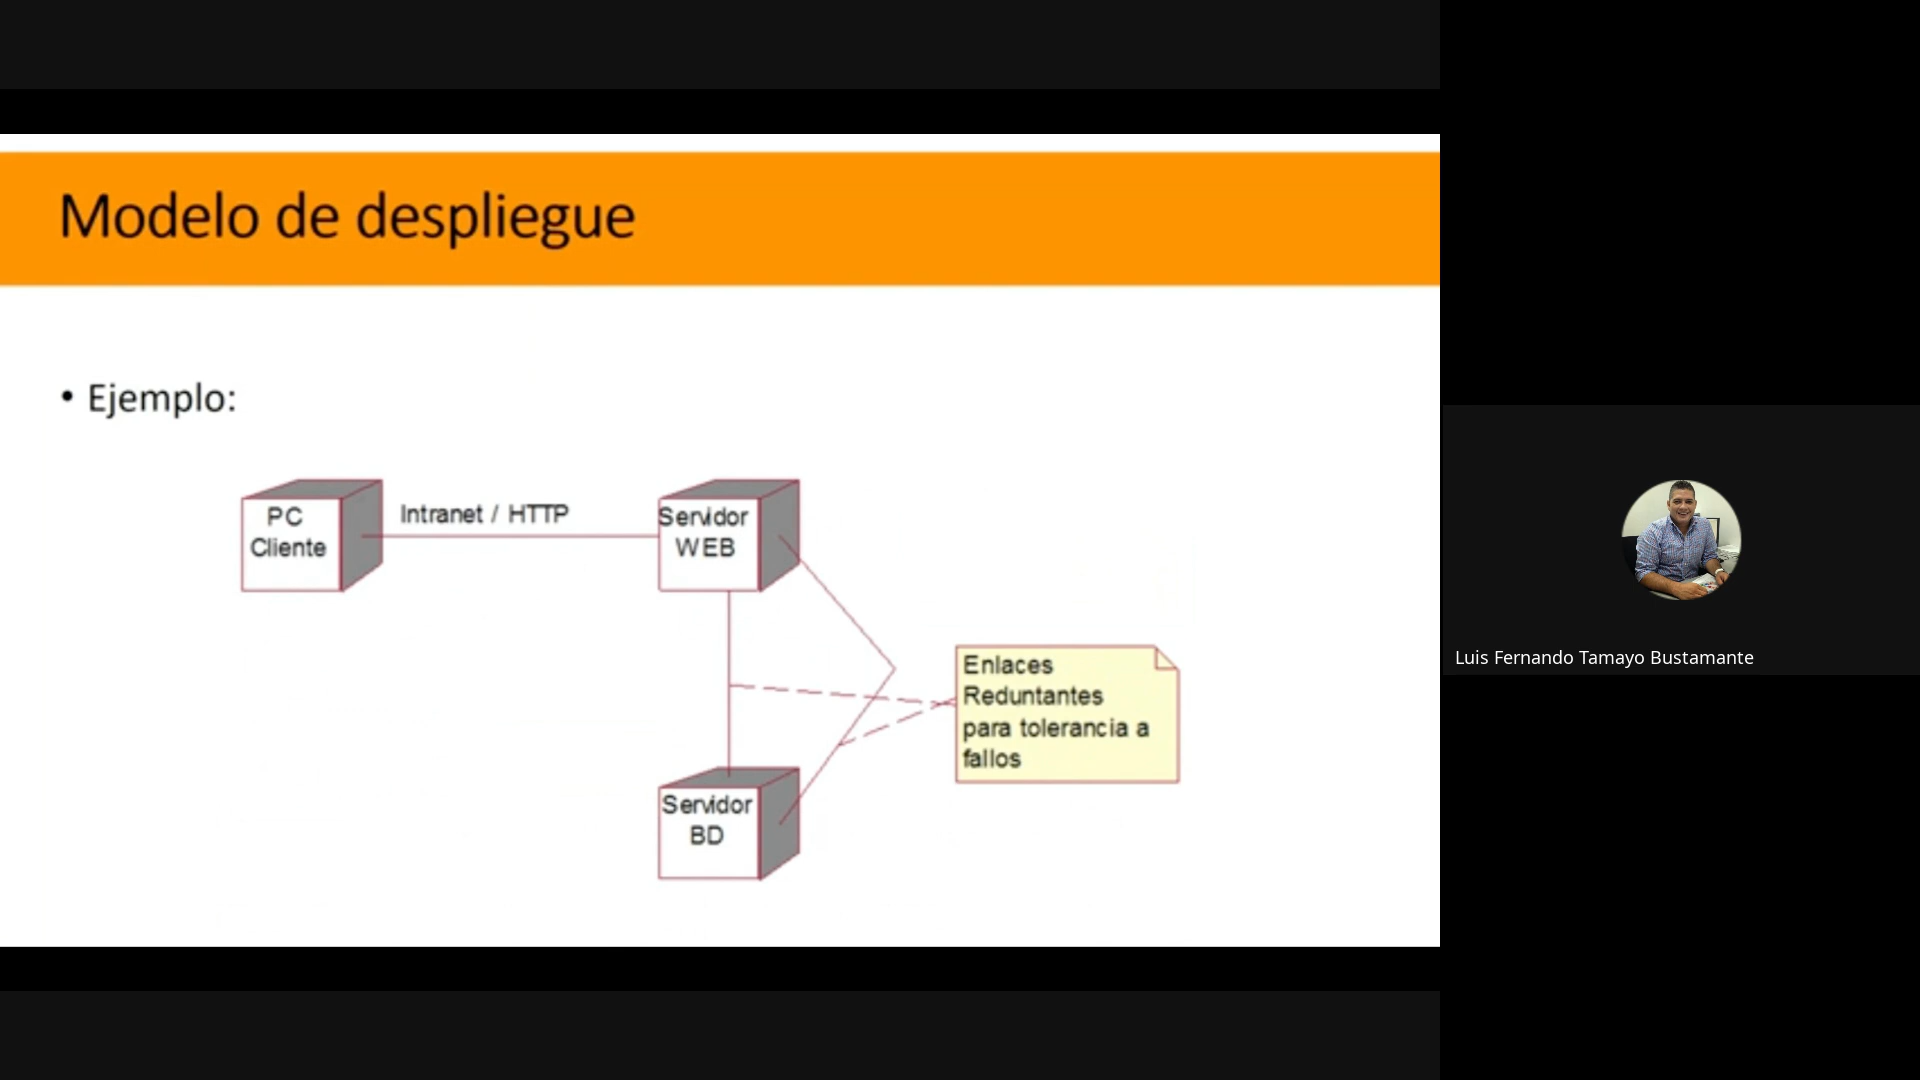 Modelo de despliegue
• Ejemplo:
PC
Cliente
Intranet / HTTP
Servidor
WEB
Enlaces
Reduntantes
para tolerancia a
fallos
Servidor
BD
Luis Fernando Tamayo Bustamante